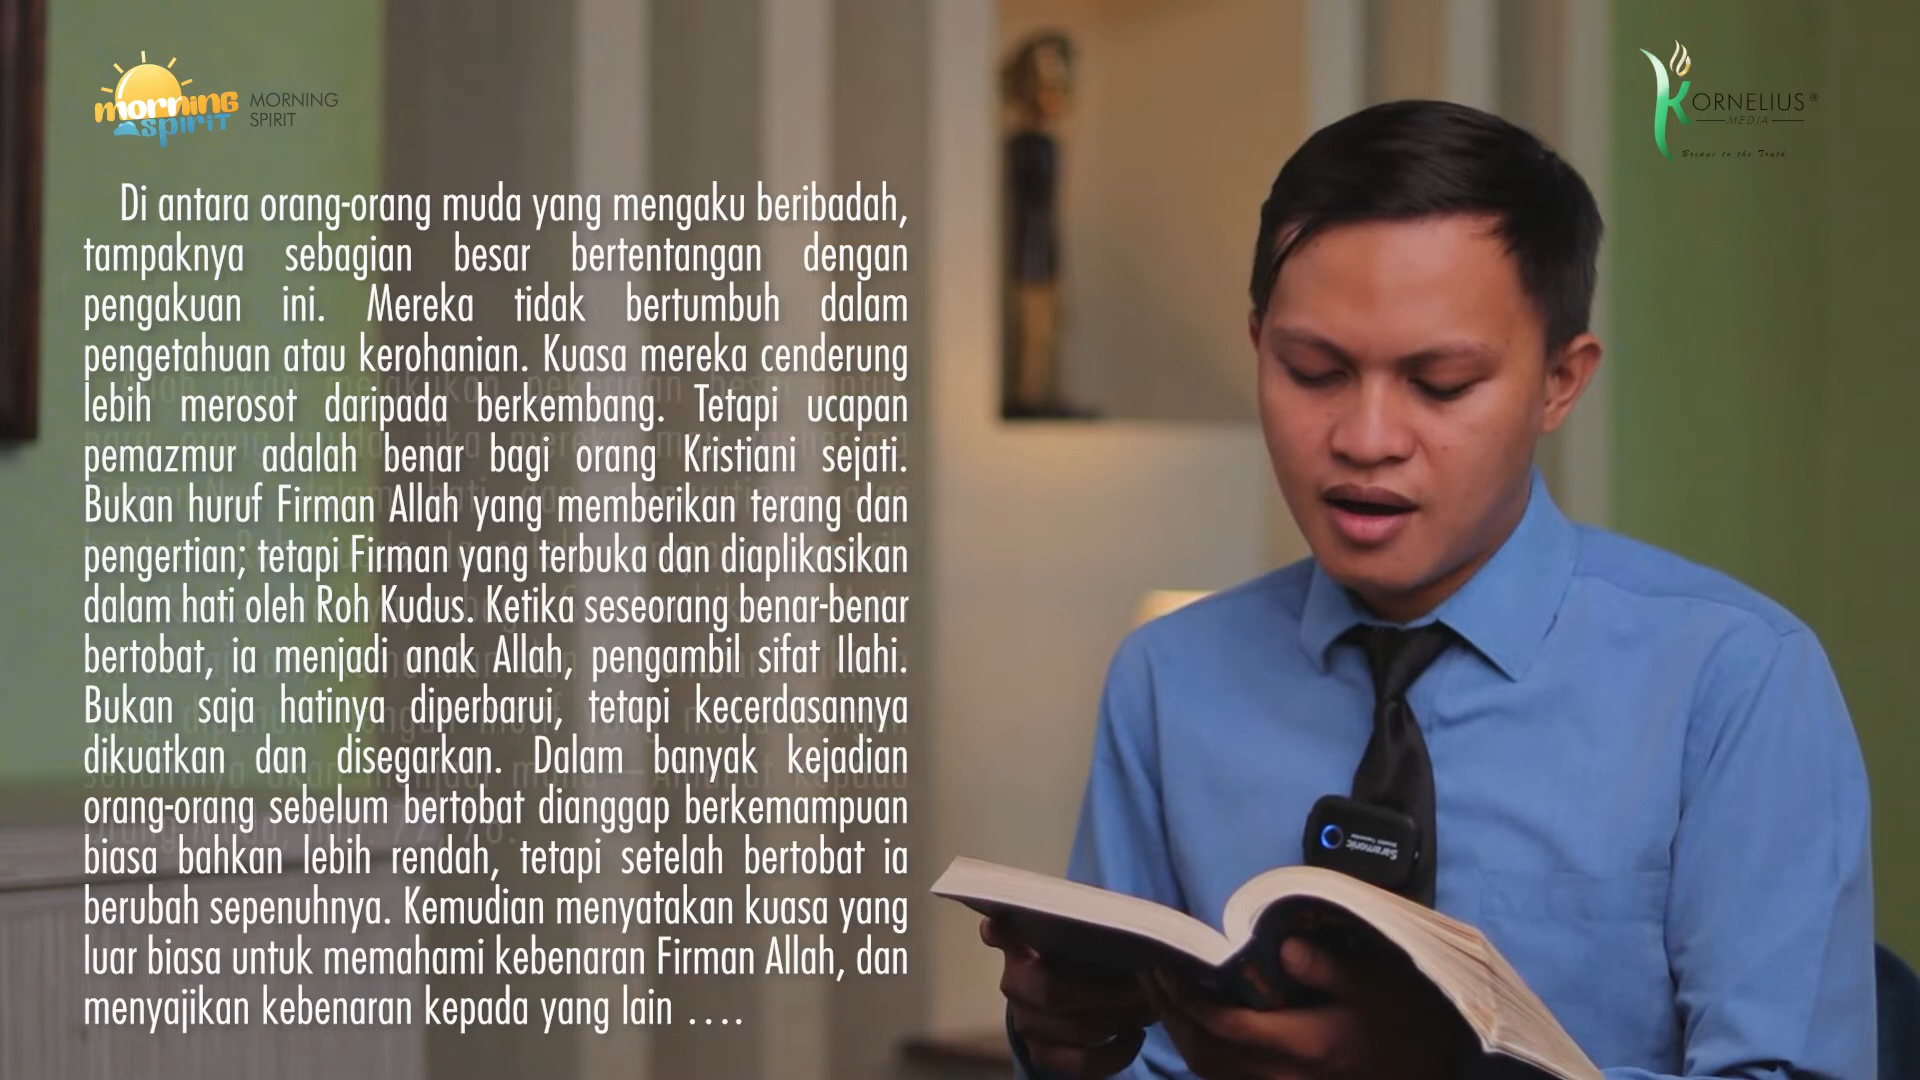 morning
spirit
MORNING
SPIRIT
KORNELIUS®
MEDIA
Bridge to the Truth
Di antara orang-orang muda yang mengaku beribadah,
tampaknya sebagian besar bertentangan dengan
pengakuan ini. Mereka tidak bertumbuh dalam
pengetahuan atau kerohanian. Kuasa mereka cenderung
lebih merosot daripada berkembang. Tetapi ucapan
pemazmur adalah benar bagi orang Kristiani sejati.
Bukan huruf Firman Allah yang memberikan terang dan
pengertian; tetapi Firman yang terbuka dan diaplikasikan
dalam hati oleh Roh Kudus. Ketika seseorang benar-benar
bertobat, ia menjadi anak Allah, pengambil sifat Ilahi.
Bukan saja hatinya diperbarui, tetapi kecerdasannya
dikuatkan dan disegarkan. Dalam banyak kejadian
orang-orang sebelum bertobat dianggap berkemampuan
biasa bahkan lebih rendah, tetapi setelah bertobat ia
berubah sepenuhnya. Kemudian menyatakan kuasa yang
luar biasa untuk memahami kebenaran Firman Allah, dan
menyajikan kebenaran kepada yang lain ….
Saramonic